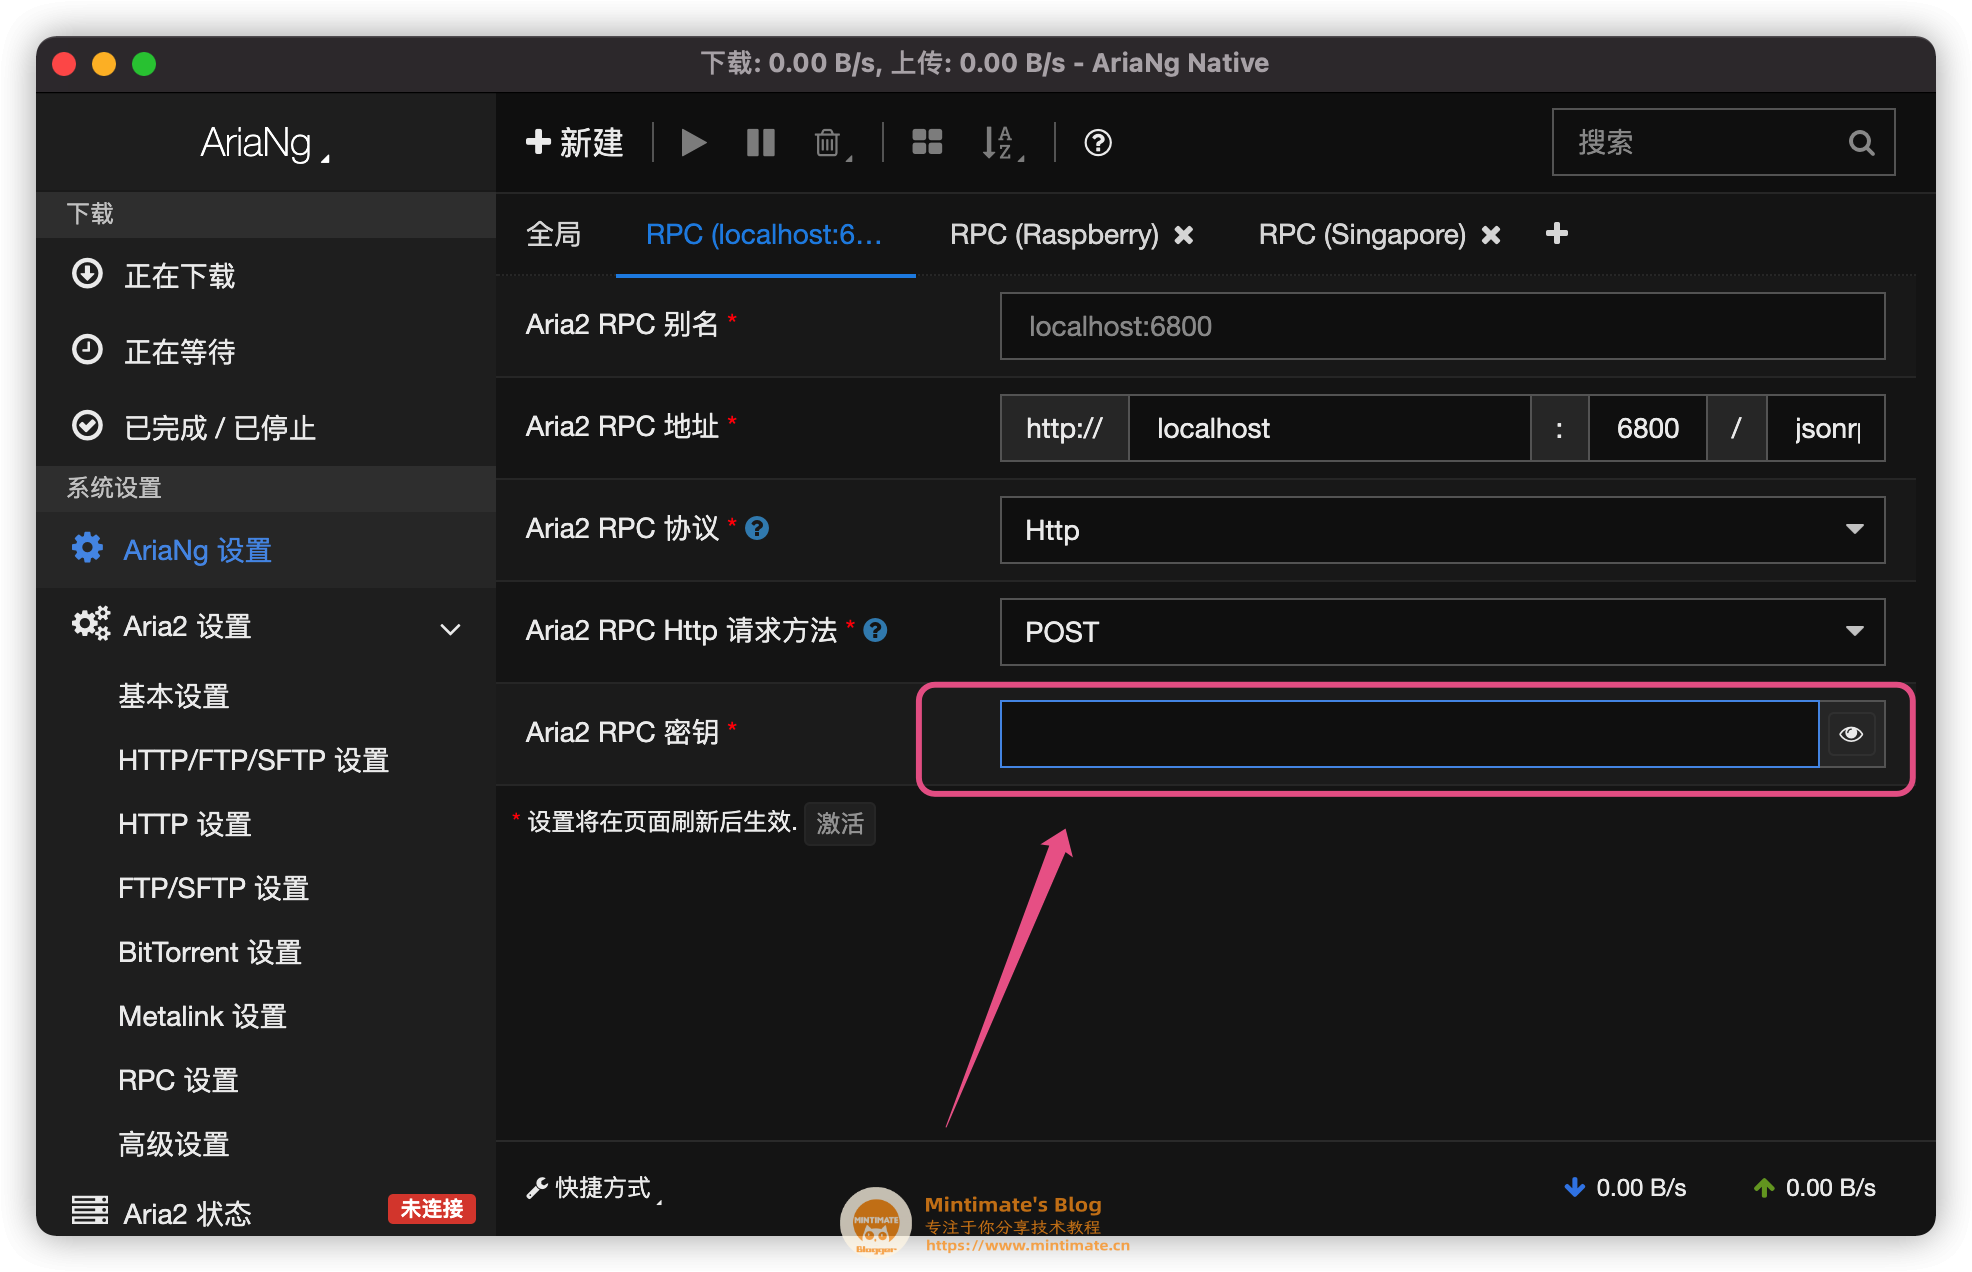 下载: 0.00 B/s, 上传: 0.00 B/s - AriaNg Native
AriaNg
下载
正在下载
正在等待
已完成 / 已停止
系统设置
AriaNg 设置
Aria2 设置
基本设置
HTTP/FTP/SFTP 设置
HTTP 设置
FTP/SFTP 设置
BitTorrent 设置
Metalink 设置
RPC 设置
高级设置
Aria2 状态 未连接
新建
搜索
全局 RPC (localhost:6... RPC (Raspberry) RPC (Singapore)
Aria2 RPC 别名 * localhost:6800
Aria2 RPC 地址 * http:// localhost : 6800 / jsonr
Aria2 RPC 协议 * Http
Aria2 RPC Http 请求方法 * POST
Aria2 RPC 密钥 *
* 设置将在页面刷新后生效. 激活
快捷方式 0.00 B/s 0.00 B/s
MINTIMATE
Blogger
Mintimate's Blog
专注于你分享技术教程
https://www.mintimate.cn